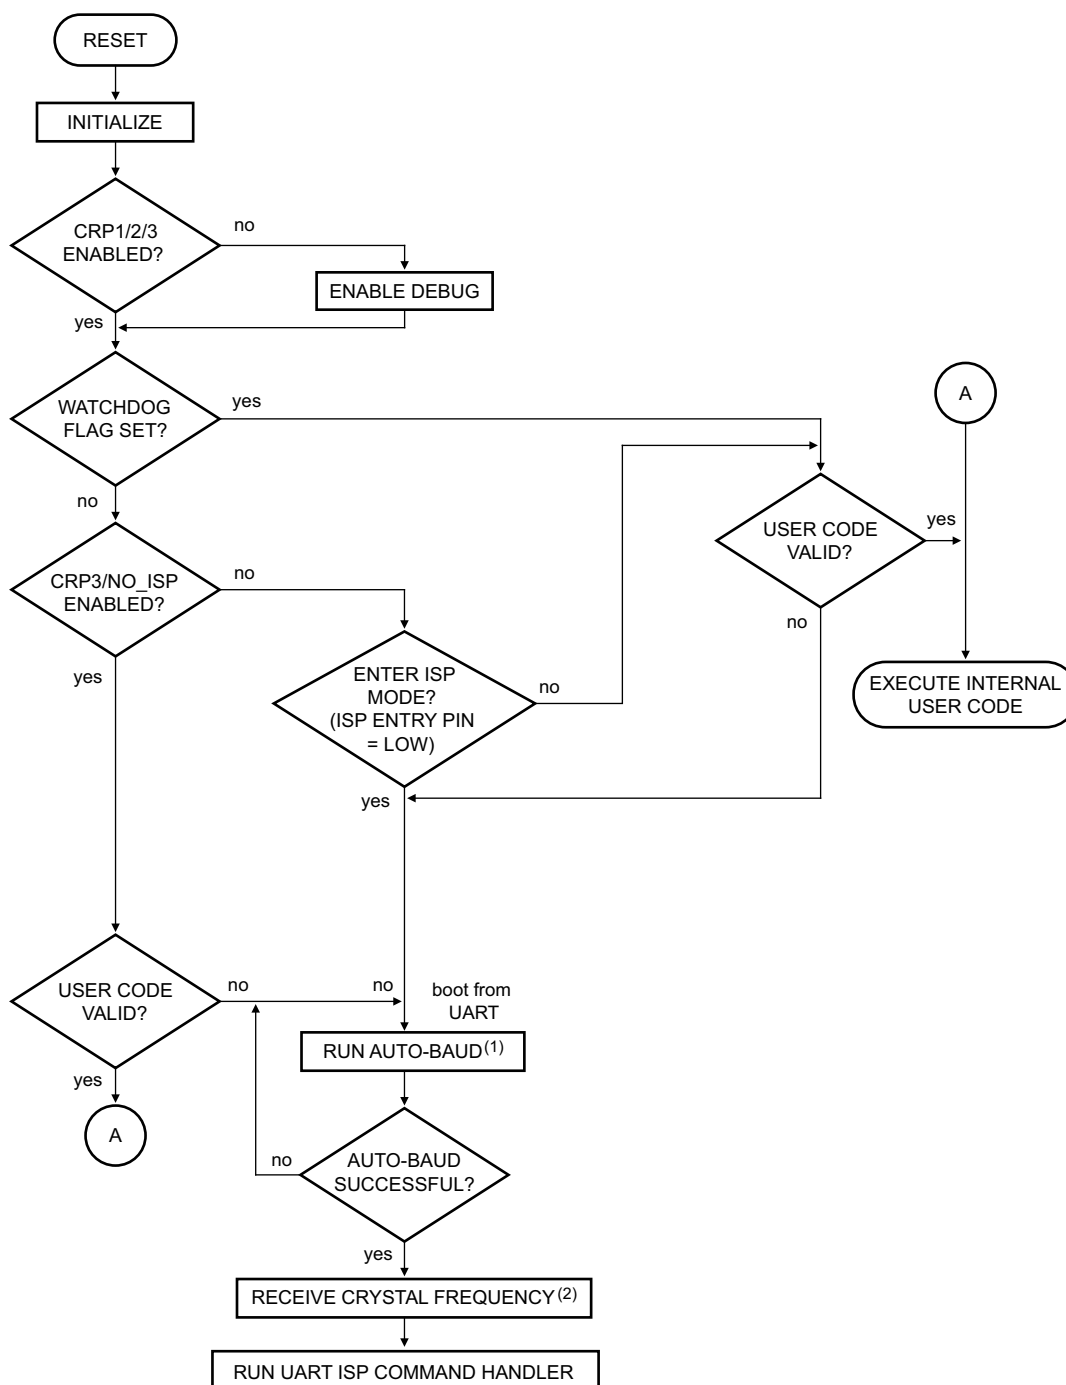 RESET
INITIALIZE
CRP1/2/3
ENABLED?
no
ENABLE DEBUG
yes
WATCHDOG
FLAG SET?
yes
A
no
USER CODE
VALID?
yes
no
CRP3/NO_ISP
ENABLED?
no
yes
ENTER ISP
MODE?
(ISP ENTRY PIN
= LOW)
no
EXECUTE INTERNAL
USER CODE
yes
USER CODE
VALID?
no
no
boot from
UART
RUN AUTO-BAUD(1)
yes
A
AUTO-BAUD
SUCCESSFUL?
no
yes
RECEIVE CRYSTAL FREQUENCY(2)
RUN UART ISP COMMAND HANDLER